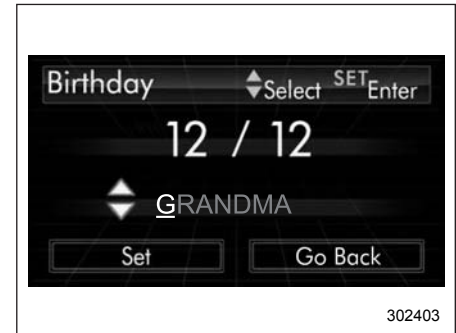 Birthday Select SET Enter
12 / 12
GRANDMA
Set Go Back
302403